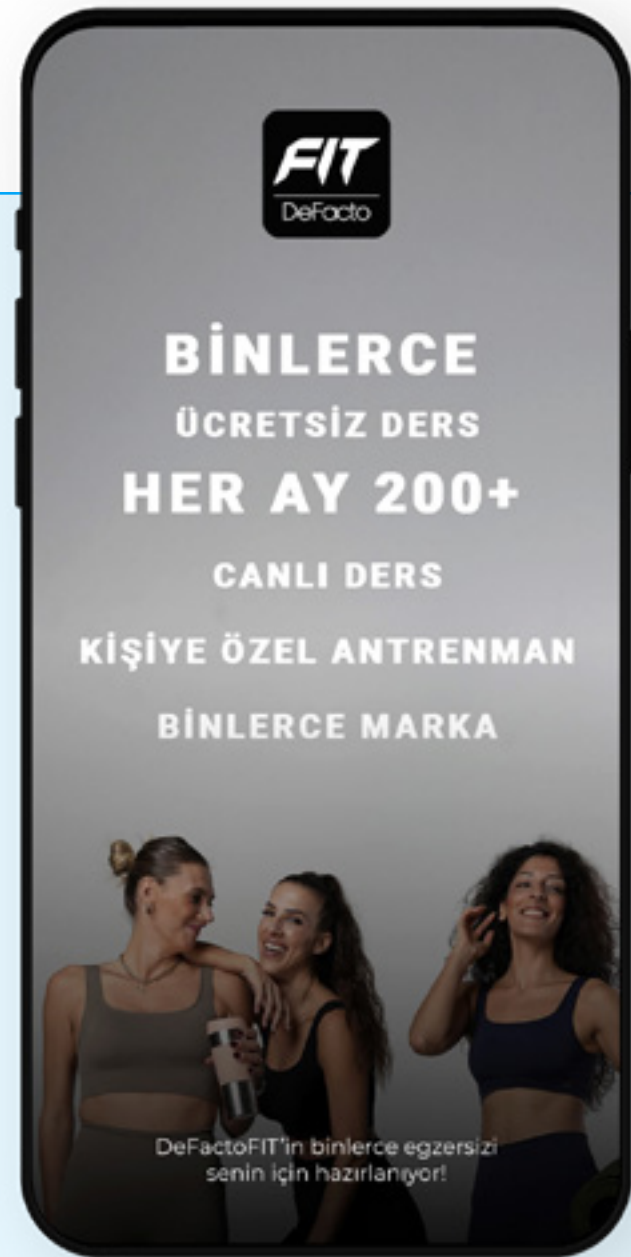 FIT
DeFacto
BİNLERCE
ÜCRETSİZ DERS
HER AY 200+
CANLI DERS
KİŞİYE ÖZEL ANTRENMAN
BİNLERCE MARKA
DeFactoFIT'in binlerce egzersizi
senin için hazırlanıyor!